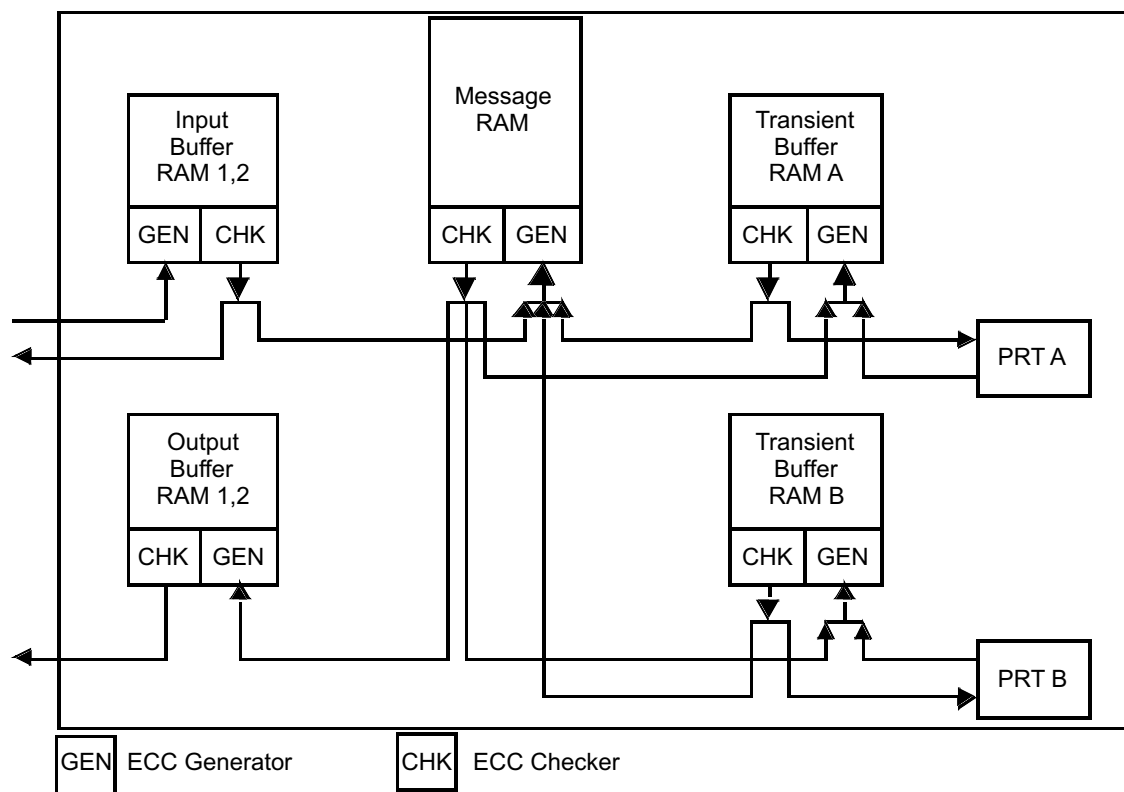 Input
Buffer
RAM 1,2
GEN
CHK
Message
RAM
CHK
GEN
Transient
Buffer
RAM A
CHK
GEN
PRT A
Output
Buffer
RAM 1,2
CHK
GEN
Transient
Buffer
RAM B
CHK
GEN
PRT B
GEN
ECC Generator
CHK
ECC Checker